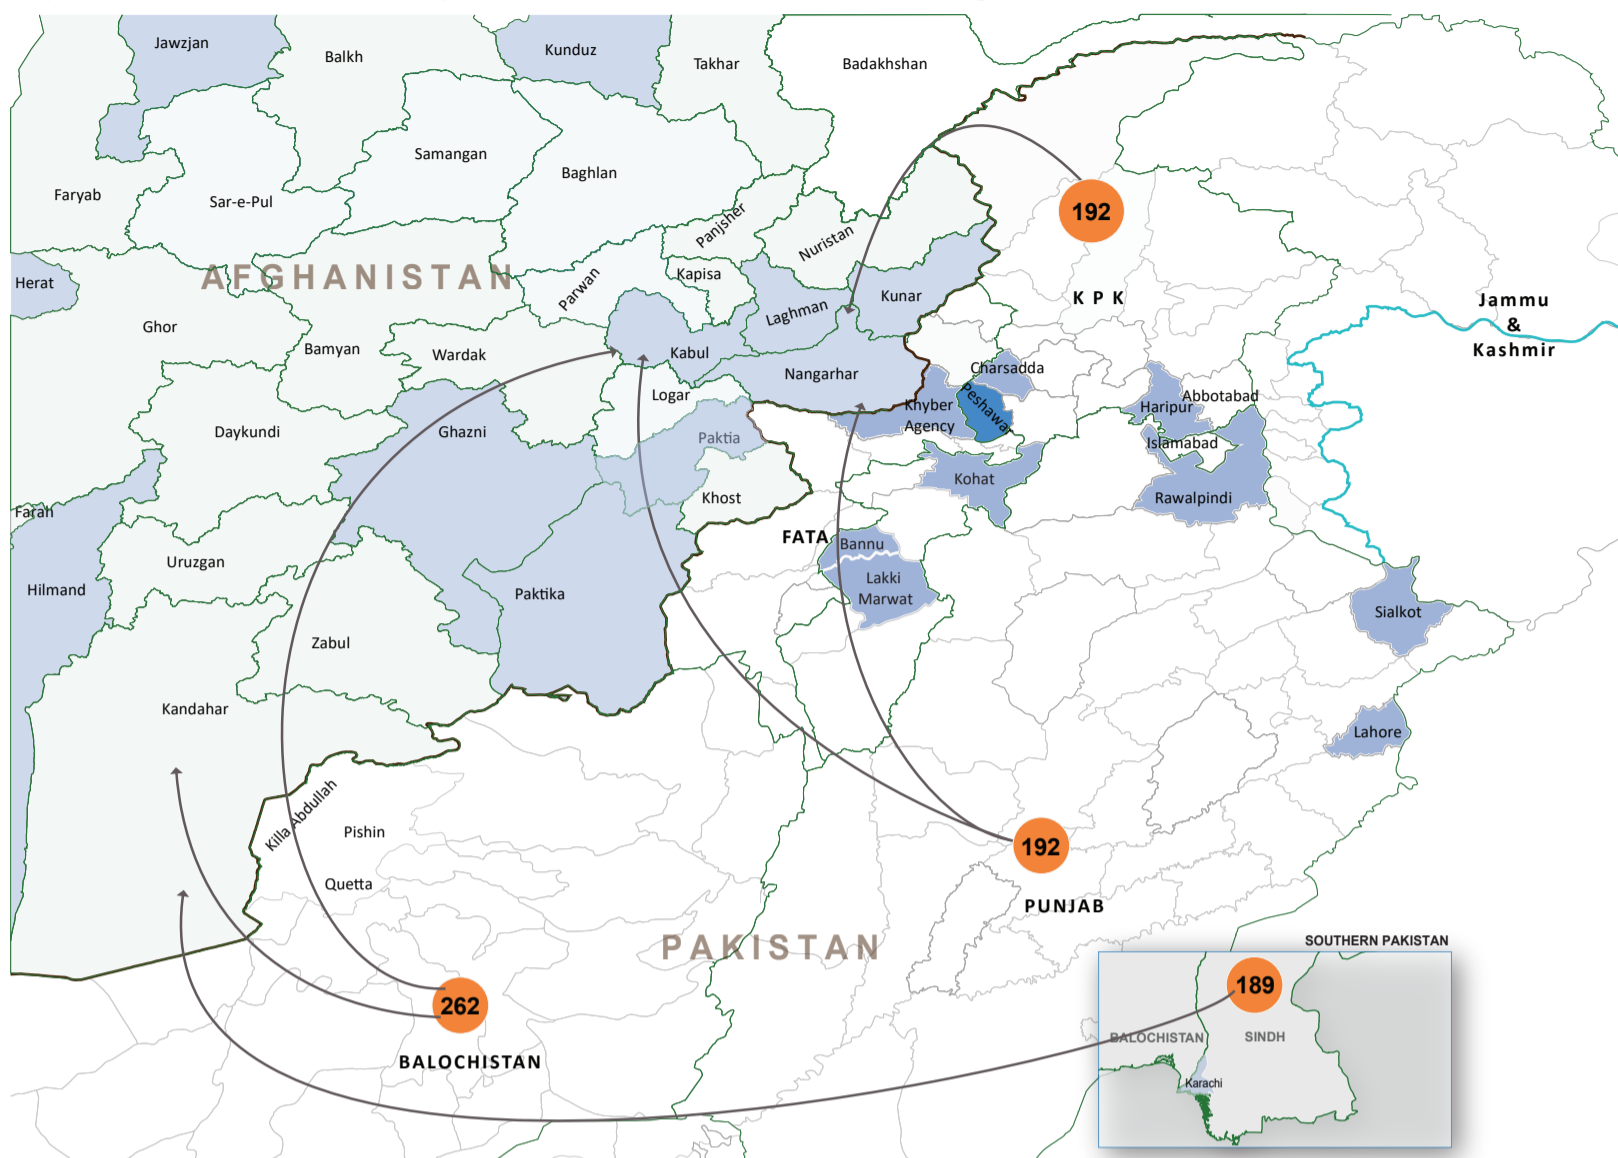 Jawzjan
Balkh
Kunduz
Takhar
Badakhshan
Samangan
Baghlan
Faryab
Sar-e-Pul
Panjsher
Nuristan
192
AFGHANISTAN
Herat
Parwan
Kapisa
Laghman
Kunar
KPK
Jammu
&
Kashmir
Ghor
Bamyan
Wardak
Kabul
Nangarhar
Charsadda
Logar
Khyber
Agency
Peshawar
Haripur
Abbotabad
Daykundi
Ghazni
Paktia
Islamabad
Khost
Kohat
Rawalpindi
Farah
FATA
Bannu
Uruzgan
Hilmand
Paktika
Lakki
Marwat
Sialkot
Zabul
Kandahar
Lahore
Killa Abdullah
Pishin
192
Quetta
PUNJAB
PAKISTAN
SOUTHERN PAKISTAN
262
189
BALOCHISTAN
SINDH
BALOCHISTAN
Karachi